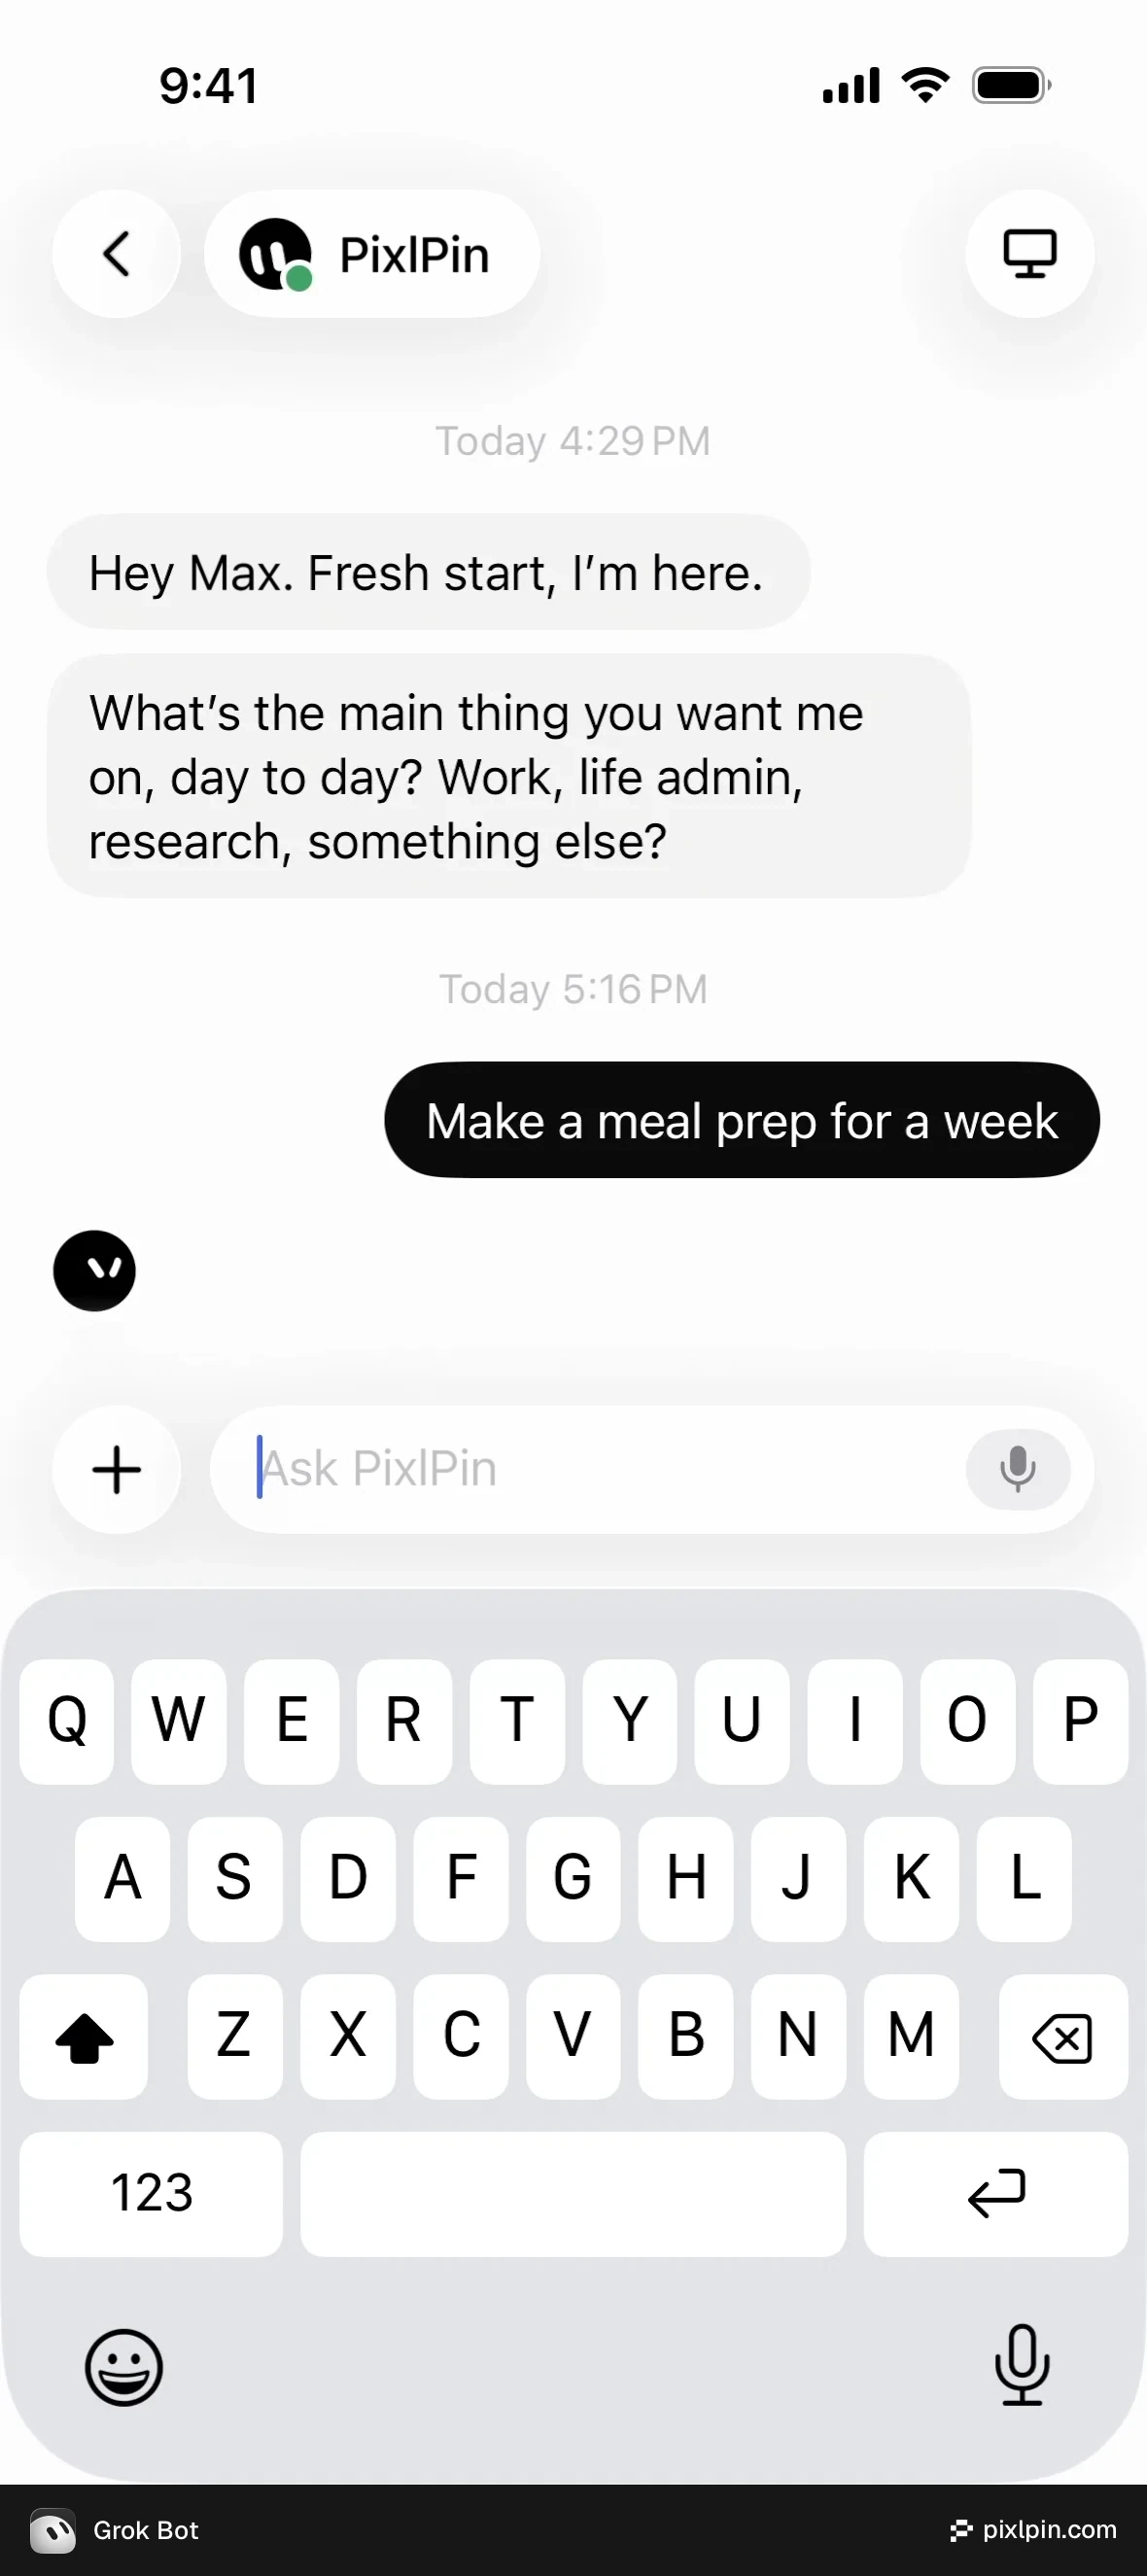 9:41
PixlPin
Today 4:29 PM
Hey Max. Fresh start, I’m here.
What’s the main thing you want me
on, day to day? Work, life admin,
research, something else?
Today 5:16 PM
Make a meal prep for a week
Ask PixlPin
Q W E R T Y U I O P
A S D F G H J K L
Z X C V B N M
123
Grok Bot
pixlpin.com